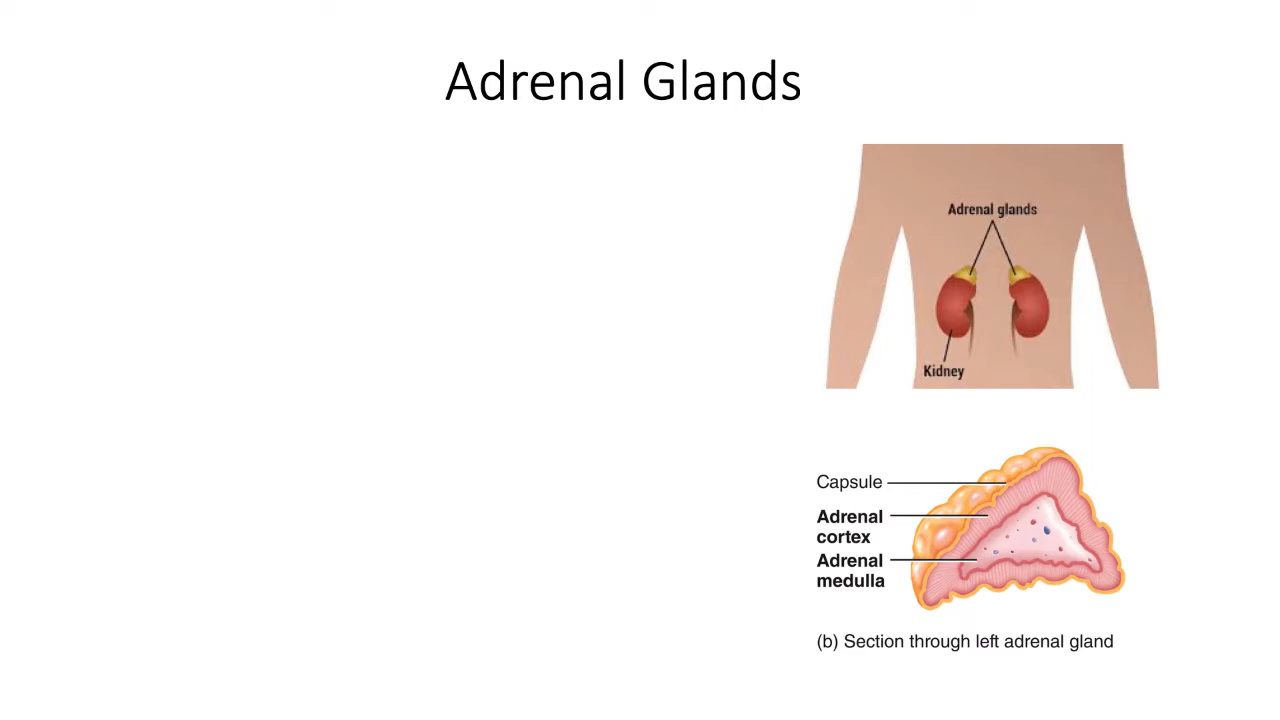 Adrenal Glands
Adrenal glands
Kidney
Capsule
Adrenal
cortex
Adrenal
medulla
(b) Section through left adrenal gland